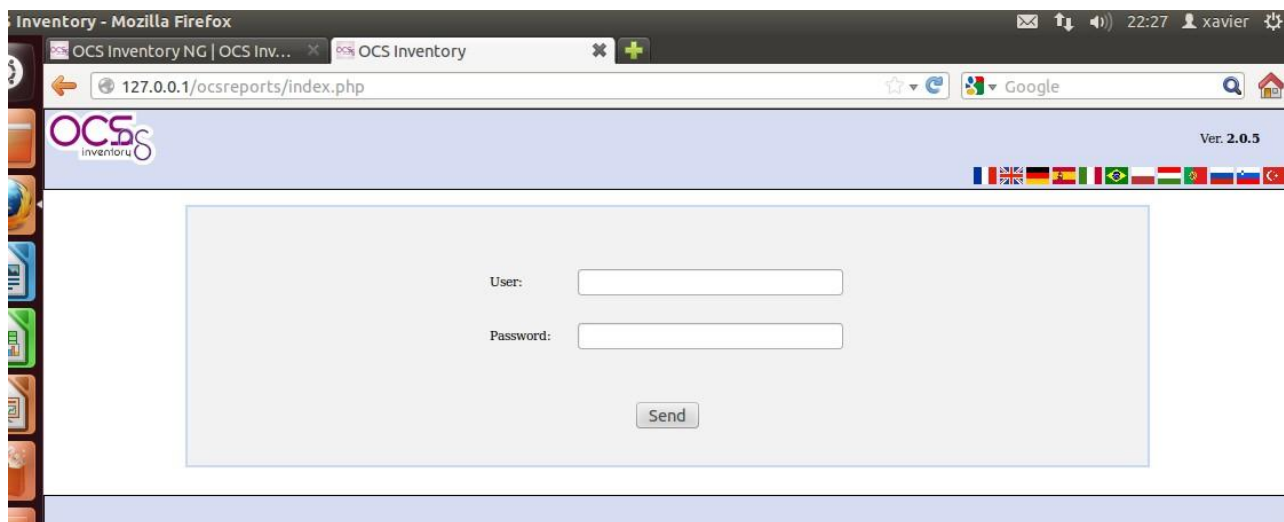 Inventory - Mozilla Firefox
22:27 xavier
OCS Inventory NG | OCS Inv...
OCS Inventory
127.0.0.1/ocsreports/index.php
Google
OCS
inventory
NG
Ver. 2.0.5
User:
Password:
Send